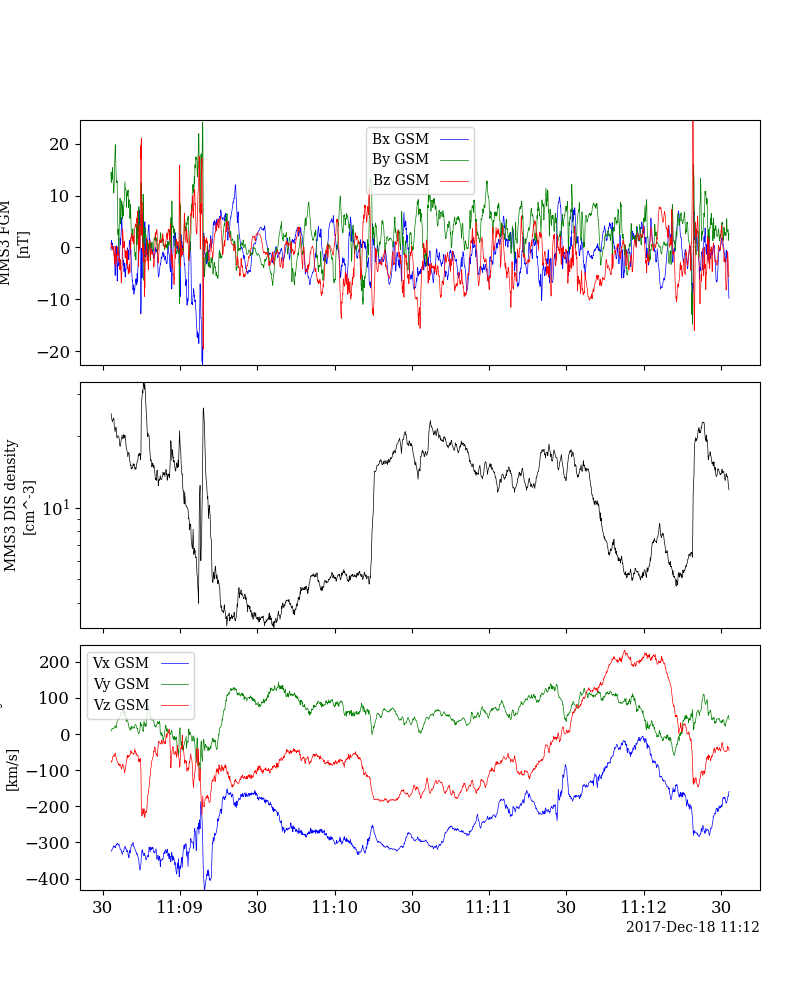 MMS3 FGM
[nT]
20
10
0
−10
−20
Bx GSM
By GSM
Bz GSM
MMS3 DIS density
[cm^-3]
10^1
[km/s]
200
100
0
−100
−200
−300
−400
Vx GSM
Vy GSM
Vz GSM
30 11:09 30 11:10 30 11:11 30 11:12 30
2017-Dec-18 11:12